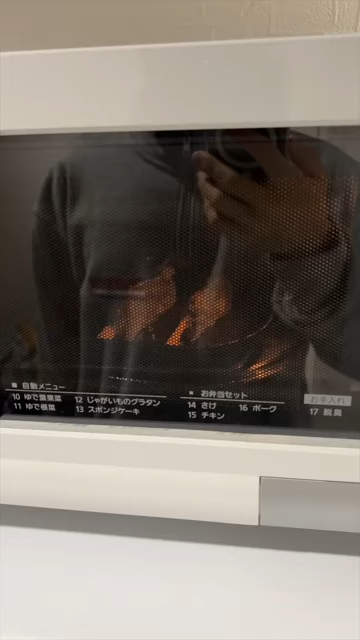 ■ 自動メニュー
10 ゆで葉果菜 12 じゃがいものグラタン
11 ゆで根菜 13 スポンジケーキ
■ お弁当セット
14 さけ 16 ポーク
15 チキン
お手入れ
17 脱臭